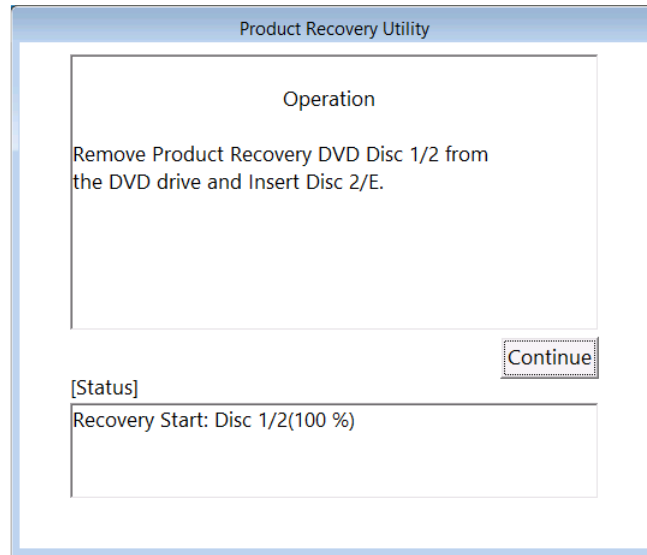 Product Recovery Utility
Operation
Remove Product Recovery DVD Disc 1/2 from
the DVD drive and Insert Disc 2/E.
Continue
[Status]
Recovery Start: Disc 1/2(100 %)